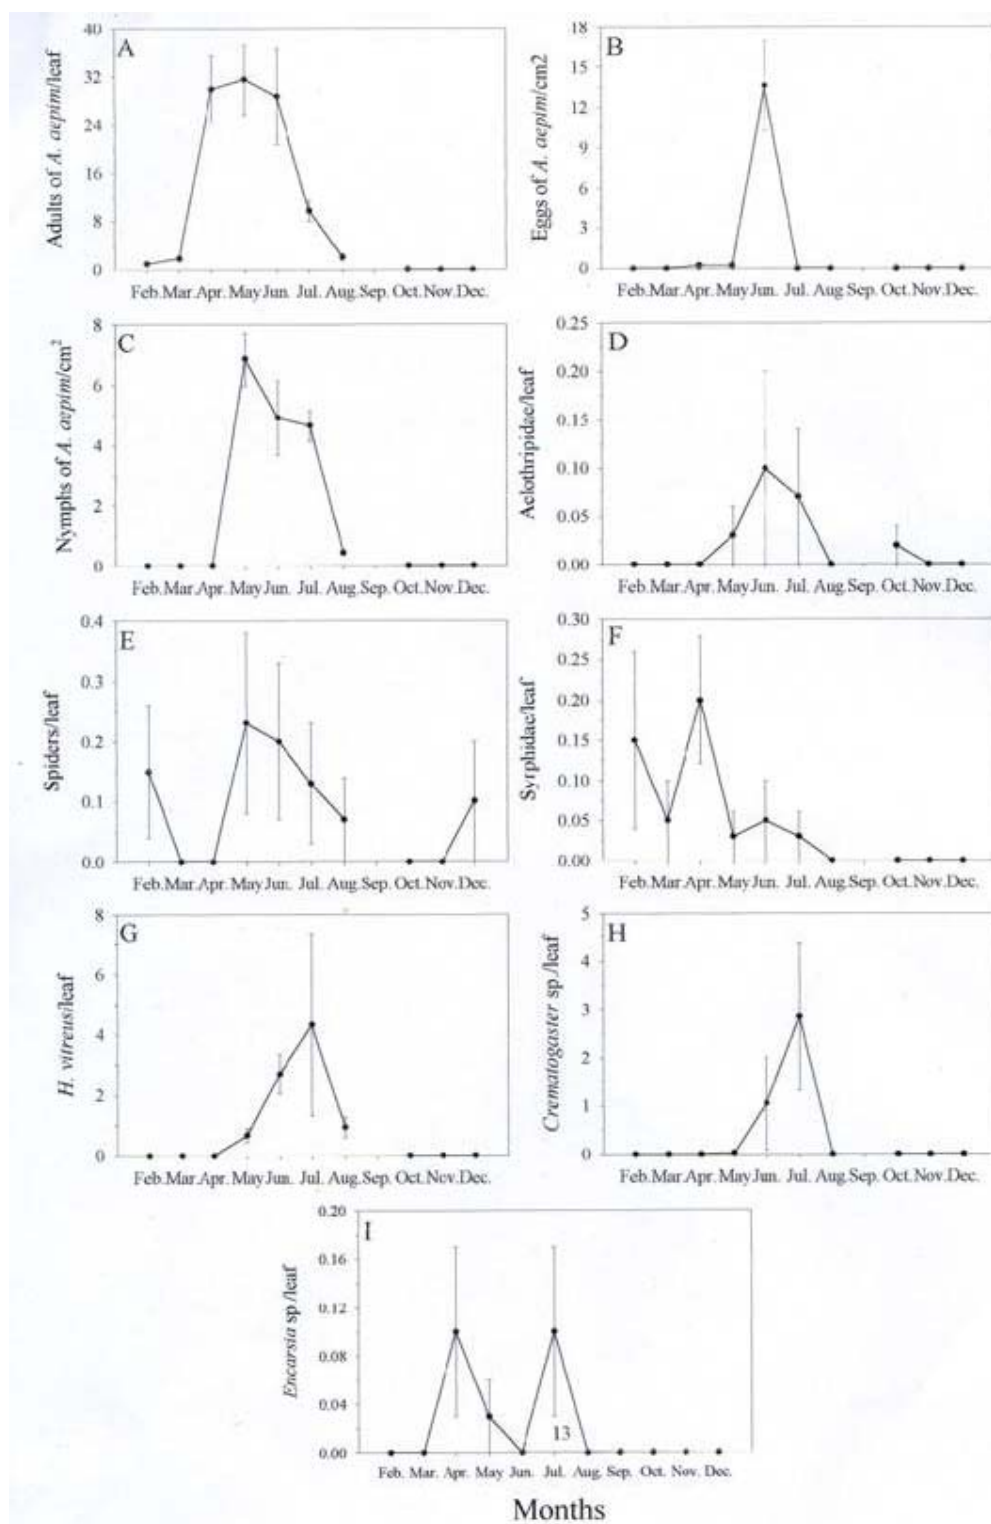 A
Adults of A. aepim/leaf
40
32
24
16
8
0
Feb.Mar.Apr. May Jun. Jul. Aug.Sep. Oct.Nov.Dec.
B
Eggs of A. aepim/cm2
18
15
12
9
6
3
0
Feb. Mar. Apr. May Jun. Jul. Aug Sep. Oct.Nov.Dec.
C
Nymphs of A. aepim/cm²
8
6
4
2
0
Feb.Mar.Apr. May Jun. Jul. Aug.Sep. Oct.Nov.Dec.
D
Aelothripidae/leaf
0.25
0.20
0.15
0.10
0.05
0.00
Feb. Mar. Apr. May Jun. Jul. Aug Sep. Oct.Nov.Dec.
E
Spiders/leaf
0.4
0.3
0.2
0.1
0.0
Feb.Mar.Apr. May Jun. Jul. Aug.Sep. Oct.Nov.Dec.
F
Syrphidae/leaf
0.30
0.25
0.20
0.15
0.10
0.05
0.00
Feb. Mar. Apr. May Jun. Jul. Aug Sep. Oct.Nov.Dec.
G
H. vitreus/leaf
8
6
4
2
0
Feb.Mar.Apr. May Jun. Jul. Aug.Sep. Oct.Nov.Dec.
H
Crematogaster sp./leaf
5
4
3
2
1
0
Feb. Mar. Apr. May Jun. Jul. Aug Sep. Oct.Nov.Dec.
I
Encarsia sp./leaf
0.20
0.16
0.12
0.08
0.04
0.00
13
Feb. Mar. Apr. May Jun. Jul. Aug. Sep. Oct. Nov. Dec.
Months